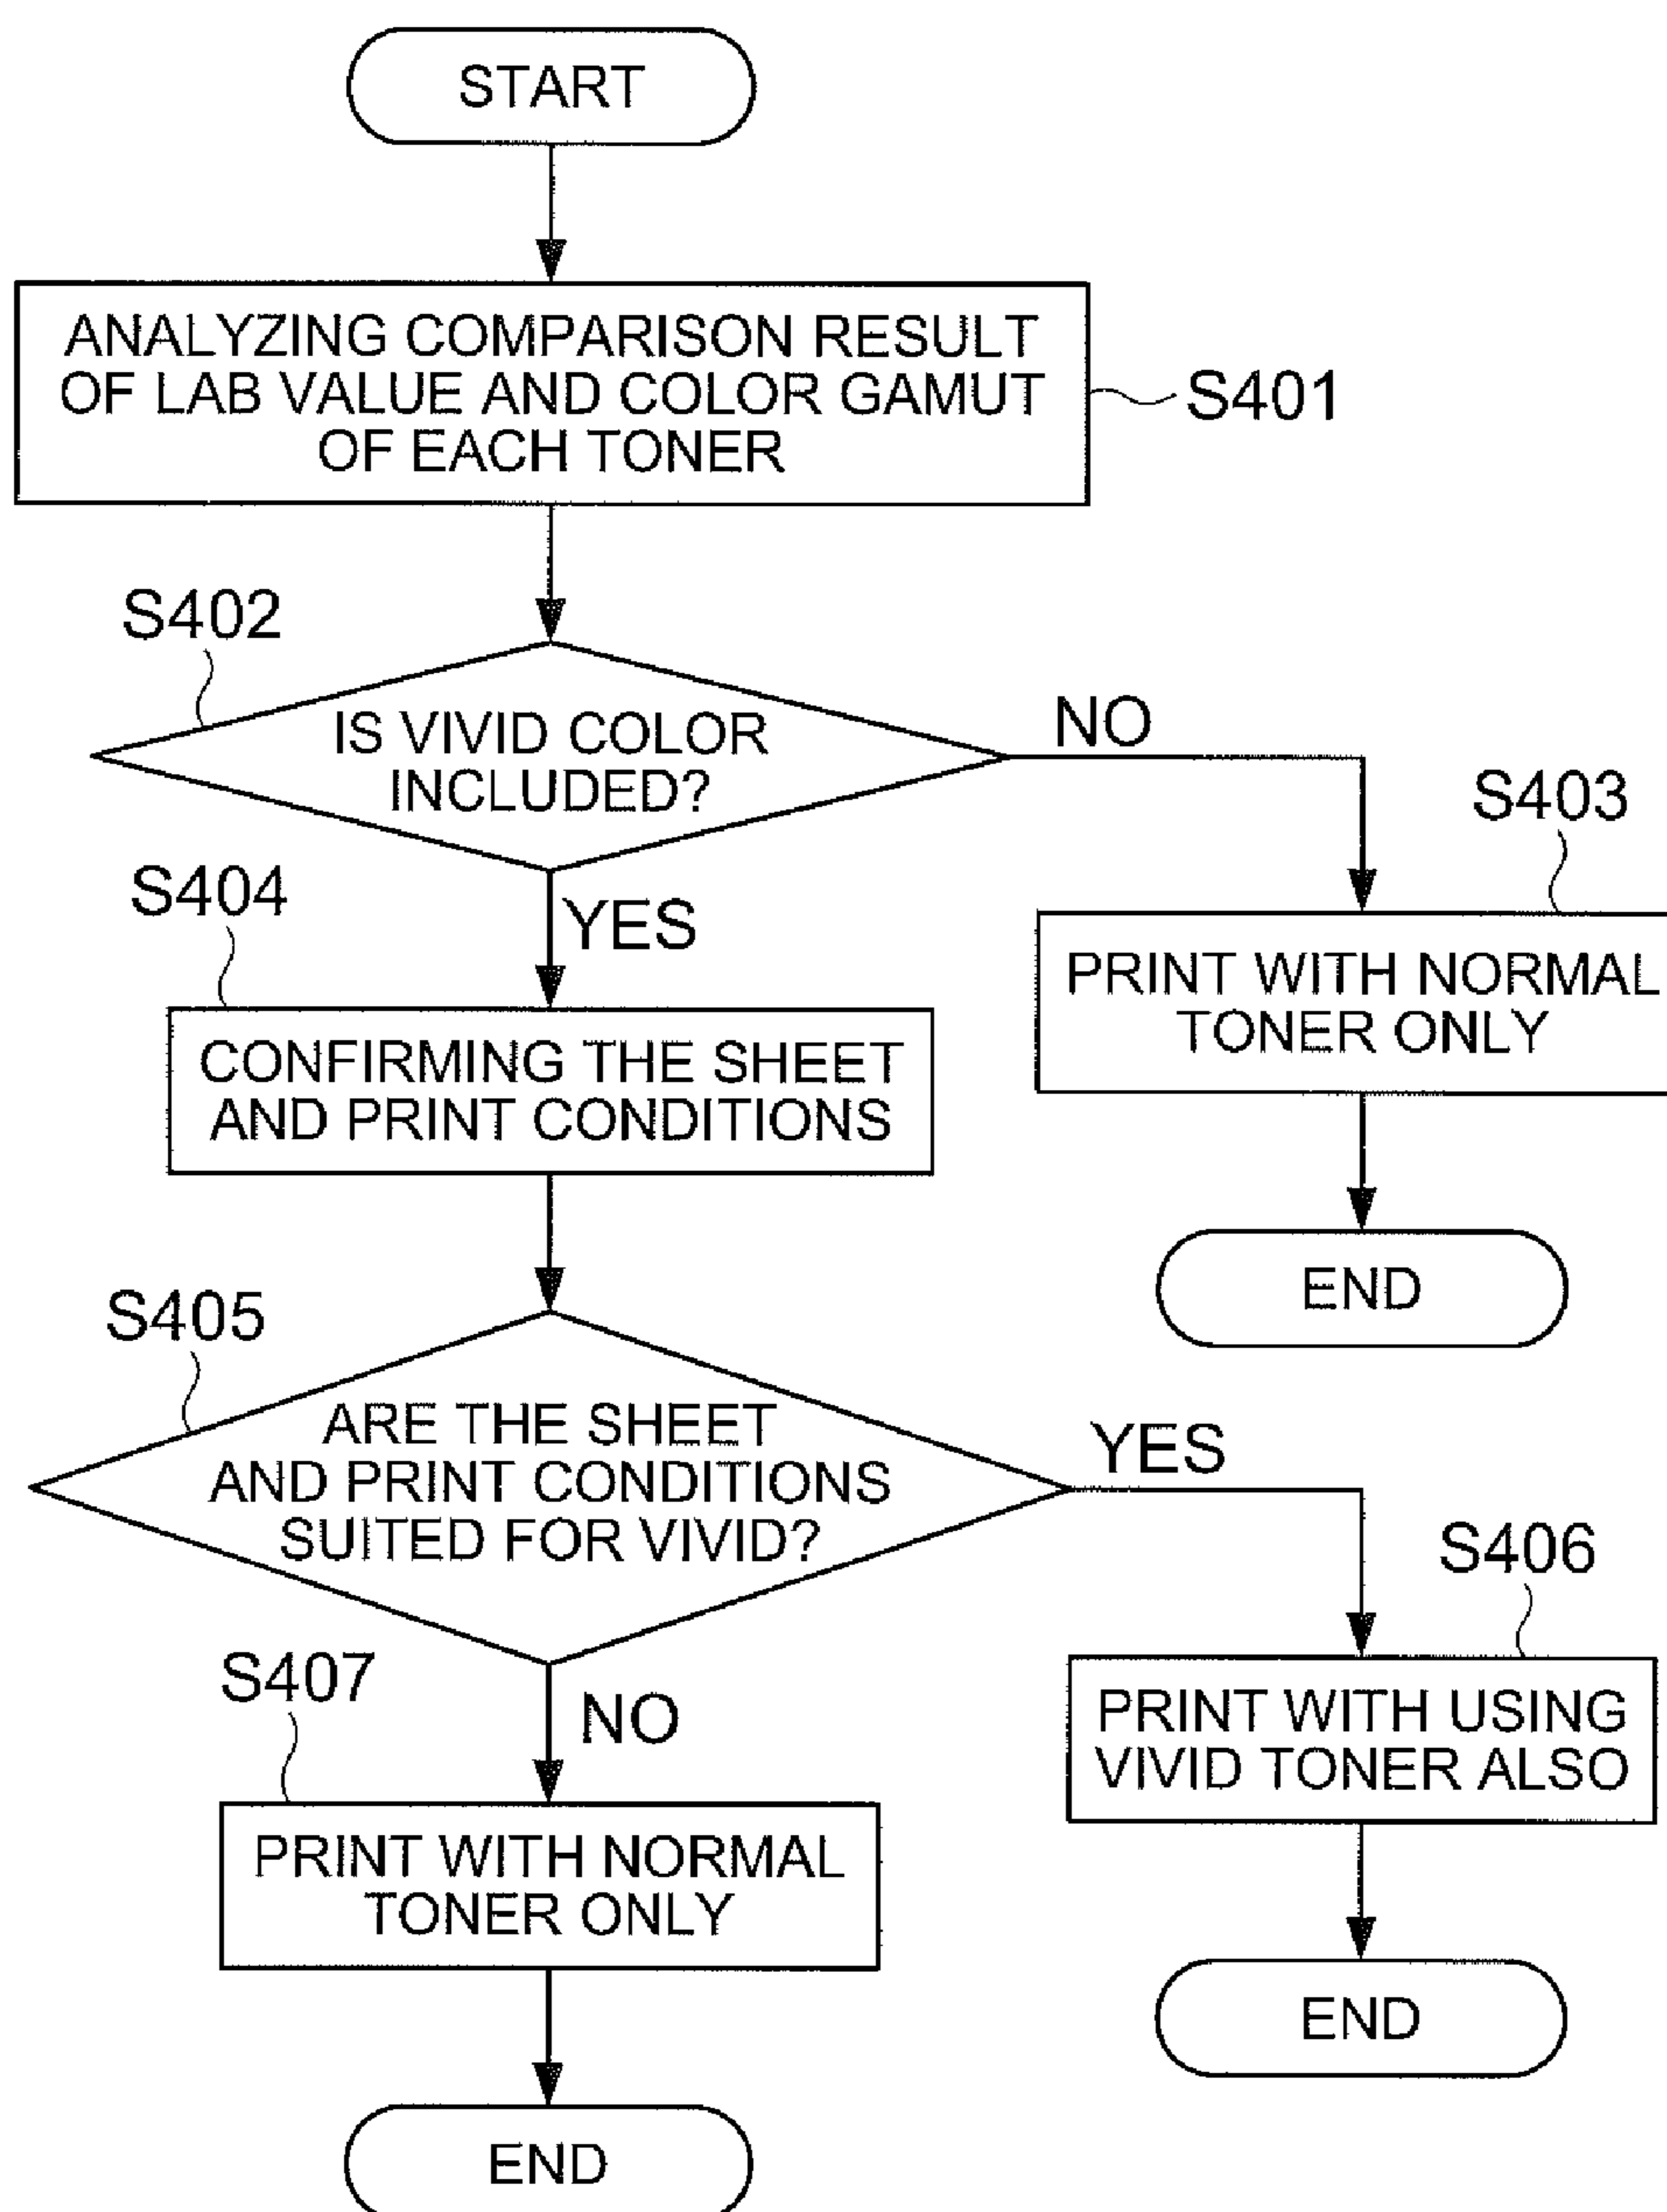 START
ANALYZING COMPARISON RESULT
OF LAB VALUE AND COLOR GAMUT
OF EACH TONER
S401
S402
IS VIVID COLOR
INCLUDED?
NO
S403
PRINT WITH NORMAL
TONER ONLY
END
YES
S404
CONFIRMING THE SHEET
AND PRINT CONDITIONS
S405
ARE THE SHEET
AND PRINT CONDITIONS
SUITED FOR VIVID?
YES
S406
PRINT WITH USING
VIVID TONER ALSO
END
NO
S407
PRINT WITH NORMAL
TONER ONLY
END